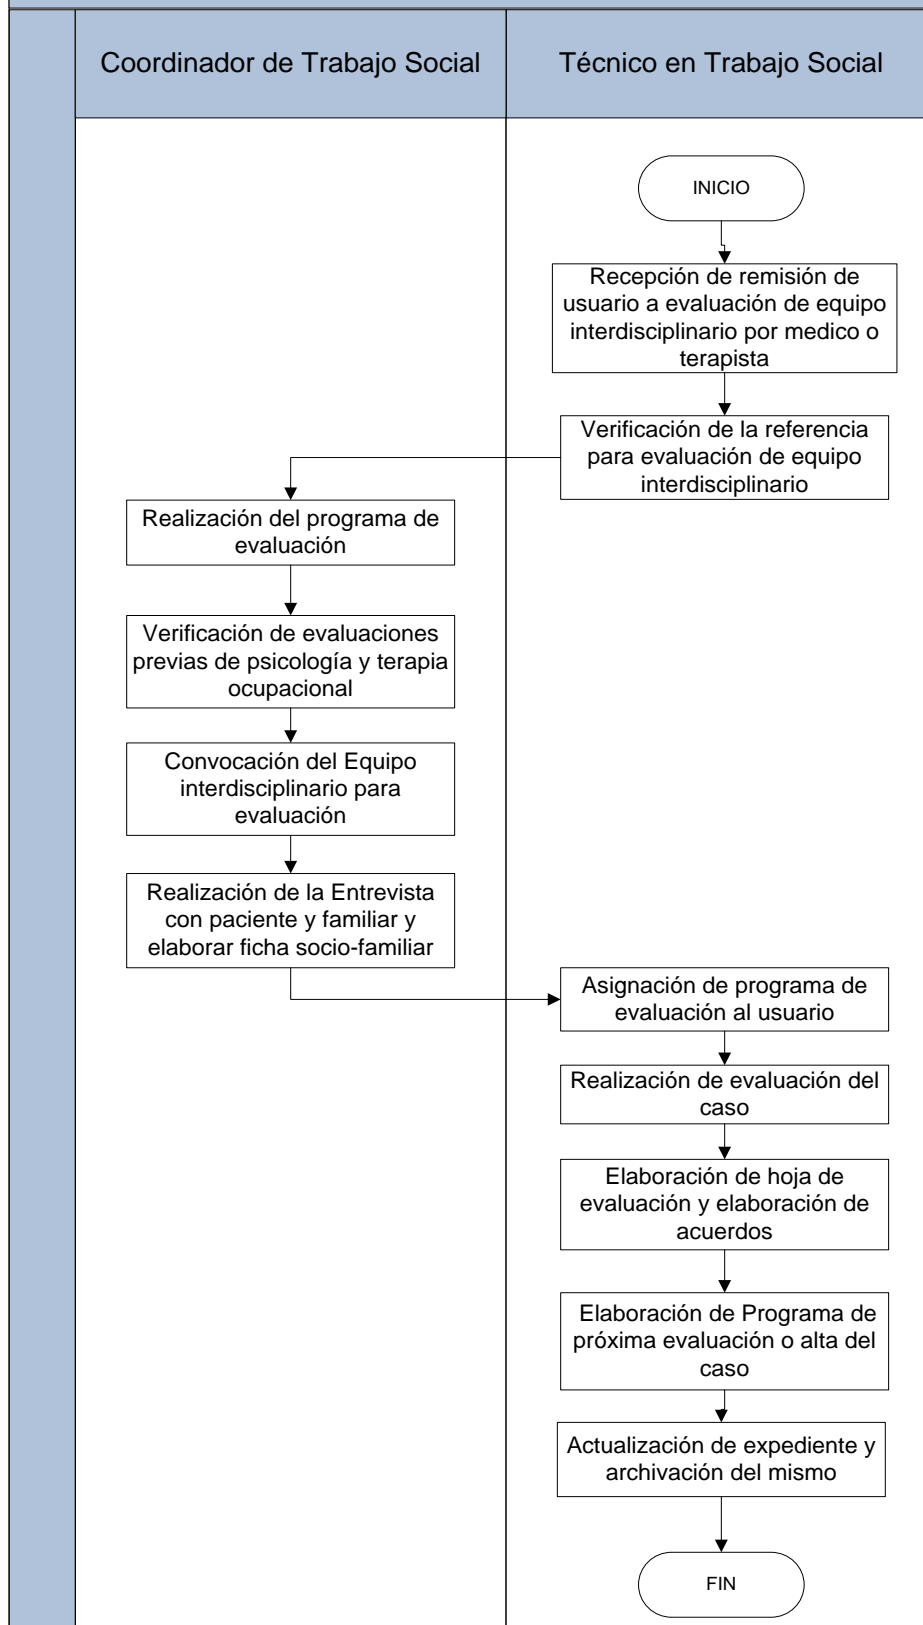 Coordinador de Trabajo Social
Técnico en Trabajo Social
INICIO
Recepción de remisión de
usuario a evaluación de equipo
interdisciplinario por medico o
terapista
Verificación de la referencia
para evaluación de equipo
interdisciplinario
Realización del programa de
evaluación
Verificación de evaluaciones
previas de psicología y terapia
ocupacional
Convocación del Equipo
interdisciplinario para
evaluación
Realización de la Entrevista
con paciente y familiar y
elaborar ficha socio-familiar
Asignación de programa de
evaluación al usuario
Realización de evaluación del
caso
Elaboración de hoja de
evaluación y elaboración de
acuerdos
Elaboración de Programa de
próxima evaluación o alta del
caso
Actualización de expediente y
archivación del mismo
FIN